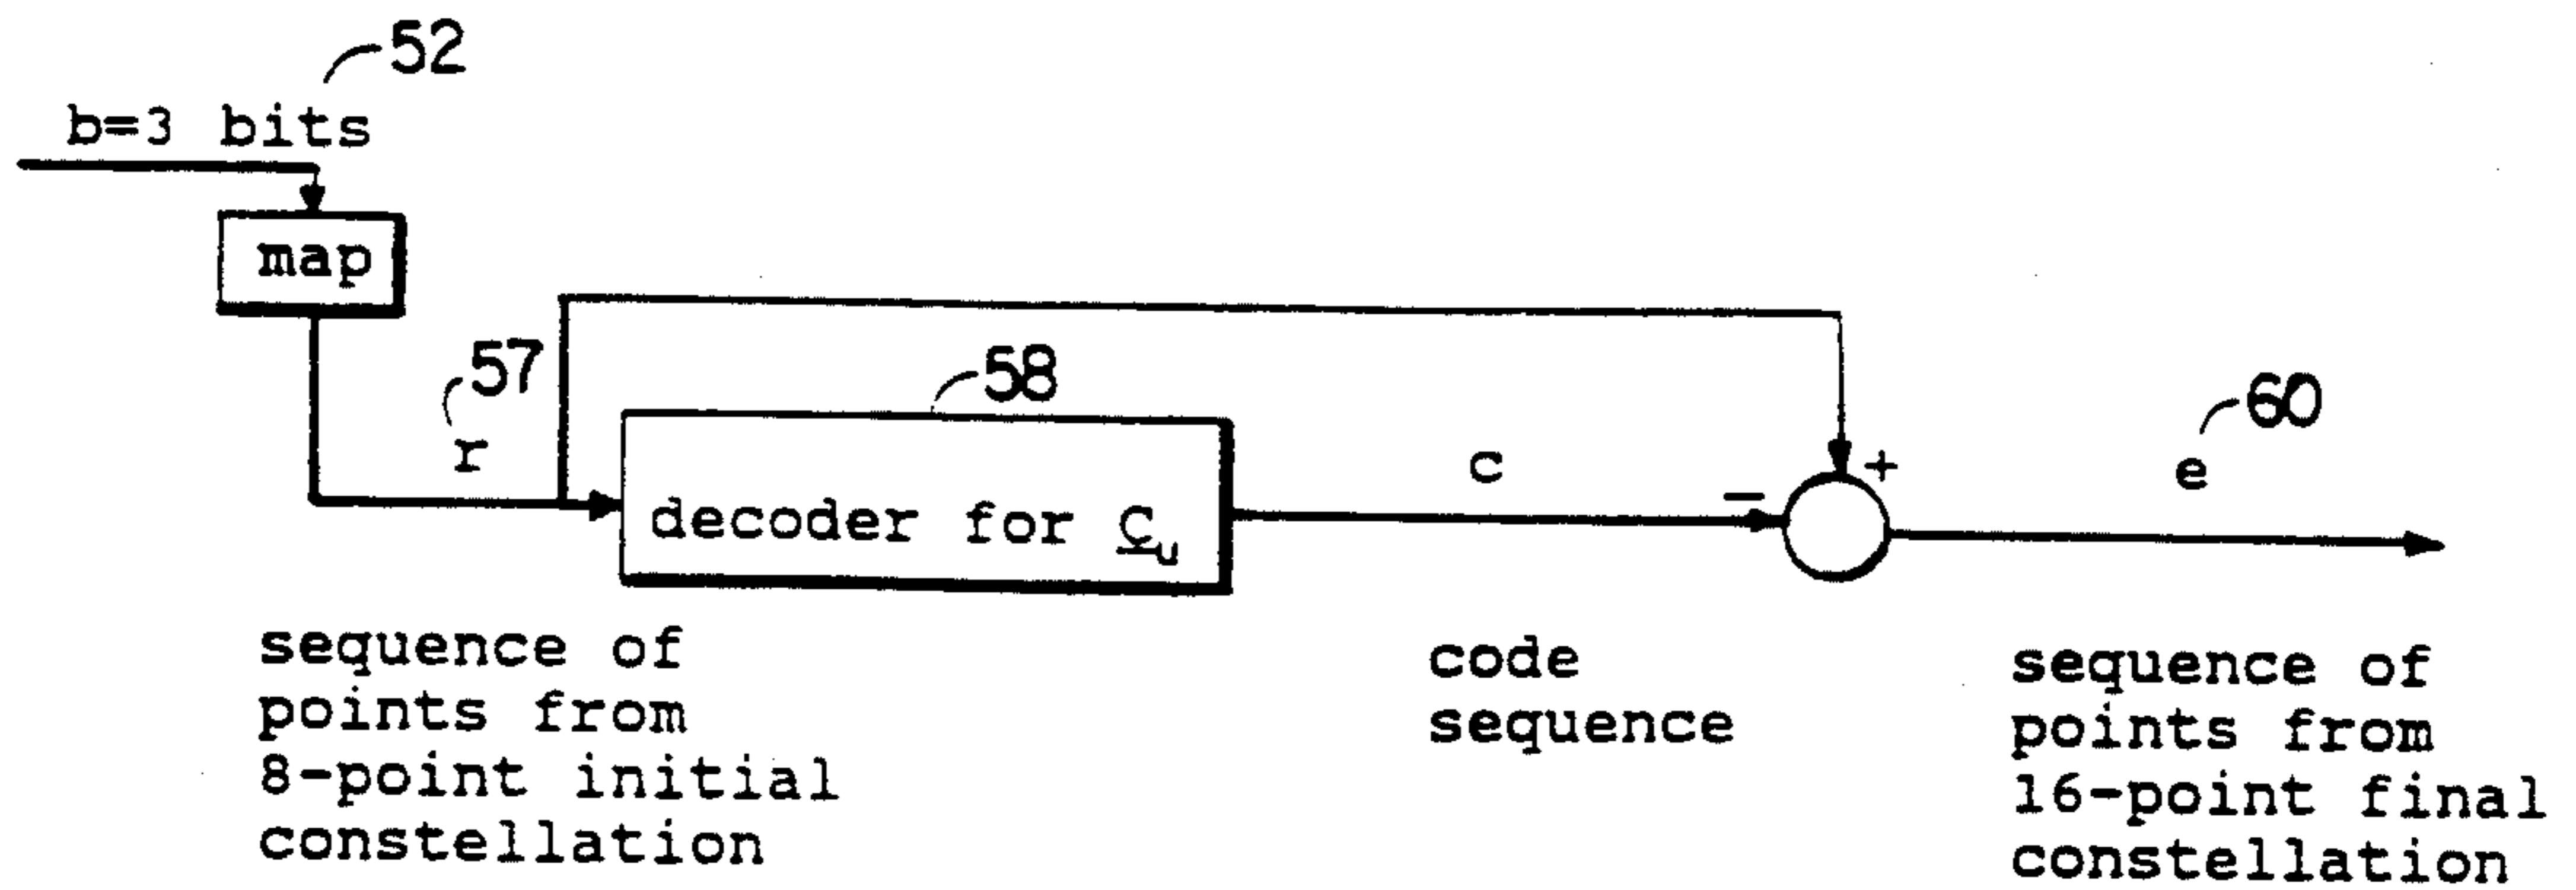 52
b=3 bits
map
57
r
58
decoder for C_u
c
−
+
60
e
sequence of
points from
8-point initial
constellation
code
sequence
sequence of
points from
16-point final
constellation